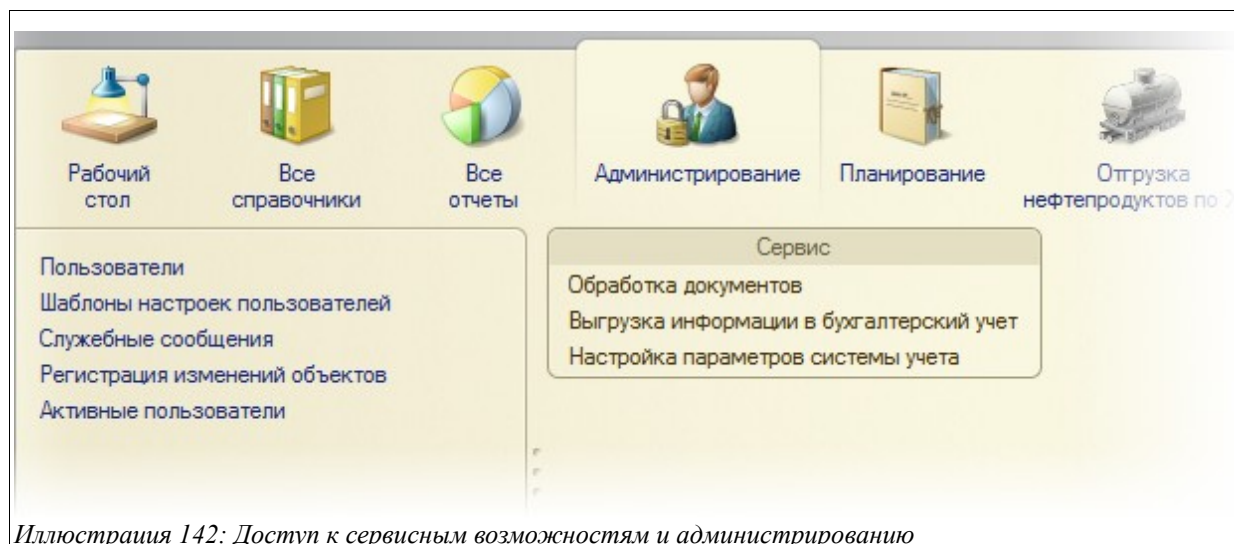 Рабочий
стол
Все
справочники
Все
отчеты
Администрирование
Планирование
Отгрузка
нефтепродуктов по
Пользователи
Шаблоны настроек пользователей
Служебные сообщения
Регистрация изменений объектов
Активные пользователи
Сервис
Обработка документов
Выгрузка информации в бухгалтерский учет
Настройка параметров системы учета
Иллюстрация 142: Доступ к сервисным возможностям и администрированию